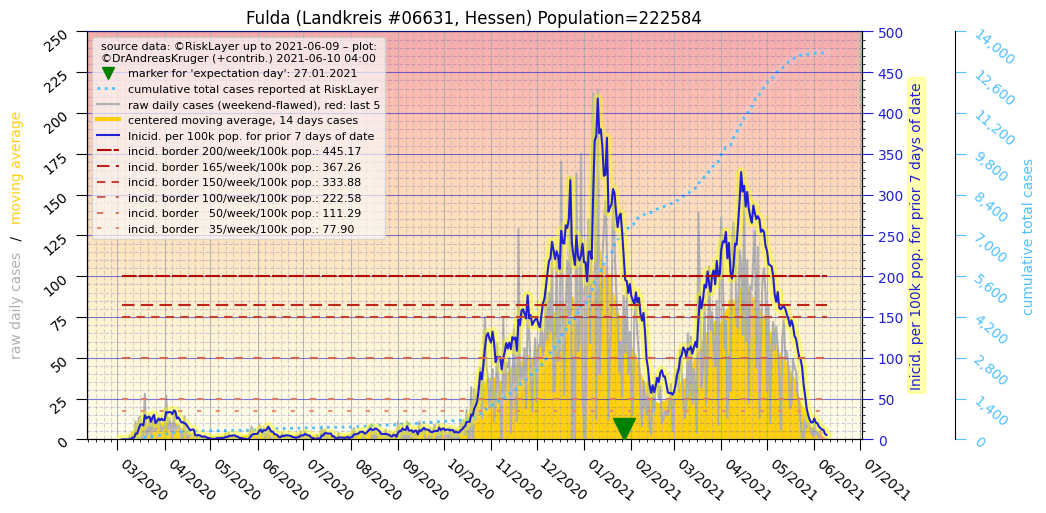 Fulda (Landkreis #06631, Hessen) Population=222584
source data: ©RiskLayer up to 2021-06-09 – plot:
©DrAndreasKruger (+contrib.) 2021-06-10 04:00
marker for 'expectation day': 27.01.2021
cumulative total cases reported at RiskLayer
raw daily cases (weekend-flawed), red: last 5
centered moving average, 14 days cases
Inicid. per 100k pop. for prior 7 days of date
incid. border 200/week/100k pop.: 445.17
incid. border 165/week/100k pop.: 367.26
incid. border 150/week/100k pop.: 333.88
incid. border 100/week/100k pop.: 222.58
incid. border   50/week/100k pop.: 111.29
incid. border   35/week/100k pop.: 77.90
raw daily cases / moving average
250
225
200
175
150
125
100
75
50
25
0
500
450
400
350
300
250
200
150
100
50
0
Inicid. per 100k pop. for prior 7 days of date
14,000
12,600
11,200
9,800
8,400
7,000
5,600
4,200
2,800
1,400
0
cumulative total cases
03/2020
04/2020
05/2020
06/2020
07/2020
08/2020
09/2020
10/2020
11/2020
12/2020
01/2021
02/2021
03/2021
04/2021
05/2021
06/2021
07/2021